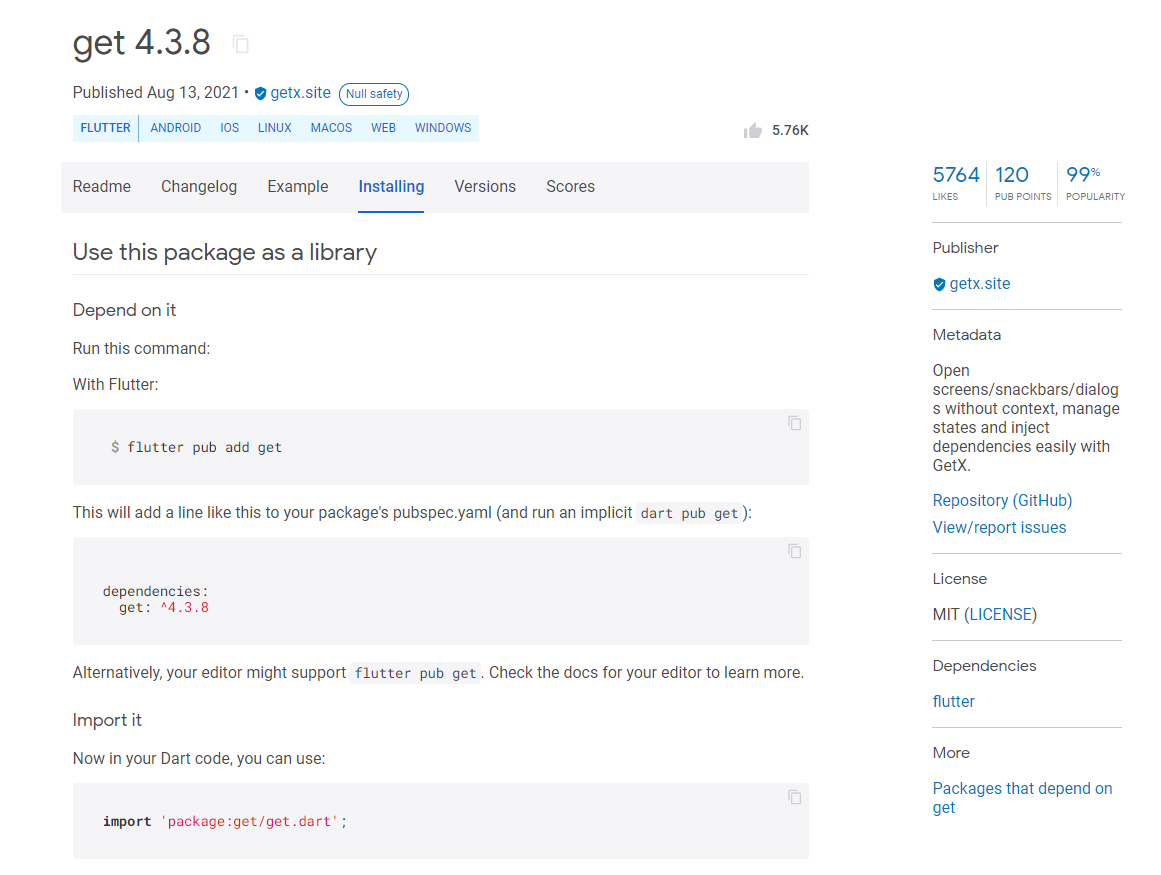 get 4.3.8
Published Aug 13, 2021 • getx.site Null safety
FLUTTER ANDROID IOS LINUX MACOS WEB WINDOWS
5.76K
Readme Changelog Example Installing Versions Scores
Use this package as a library
Depend on it
Run this command:
With Flutter:
$ flutter pub add get
This will add a line like this to your package's pubspec.yaml (and run an implicit dart pub get):
dependencies:
get: ^4.3.8
Alternatively, your editor might support flutter pub get. Check the docs for your editor to learn more.
Import it
Now in your Dart code, you can use:
import 'package:get/get.dart';
5764 120 99%
LIKES PUB POINTS POPULARITY
Publisher
getx.site
Metadata
Open
screens/snackbars/dialog
s without context, manage
states and inject
dependencies easily with
GetX.
Repository (GitHub)
View/report issues
License
MIT (LICENSE)
Dependencies
flutter
More
Packages that depend on
get